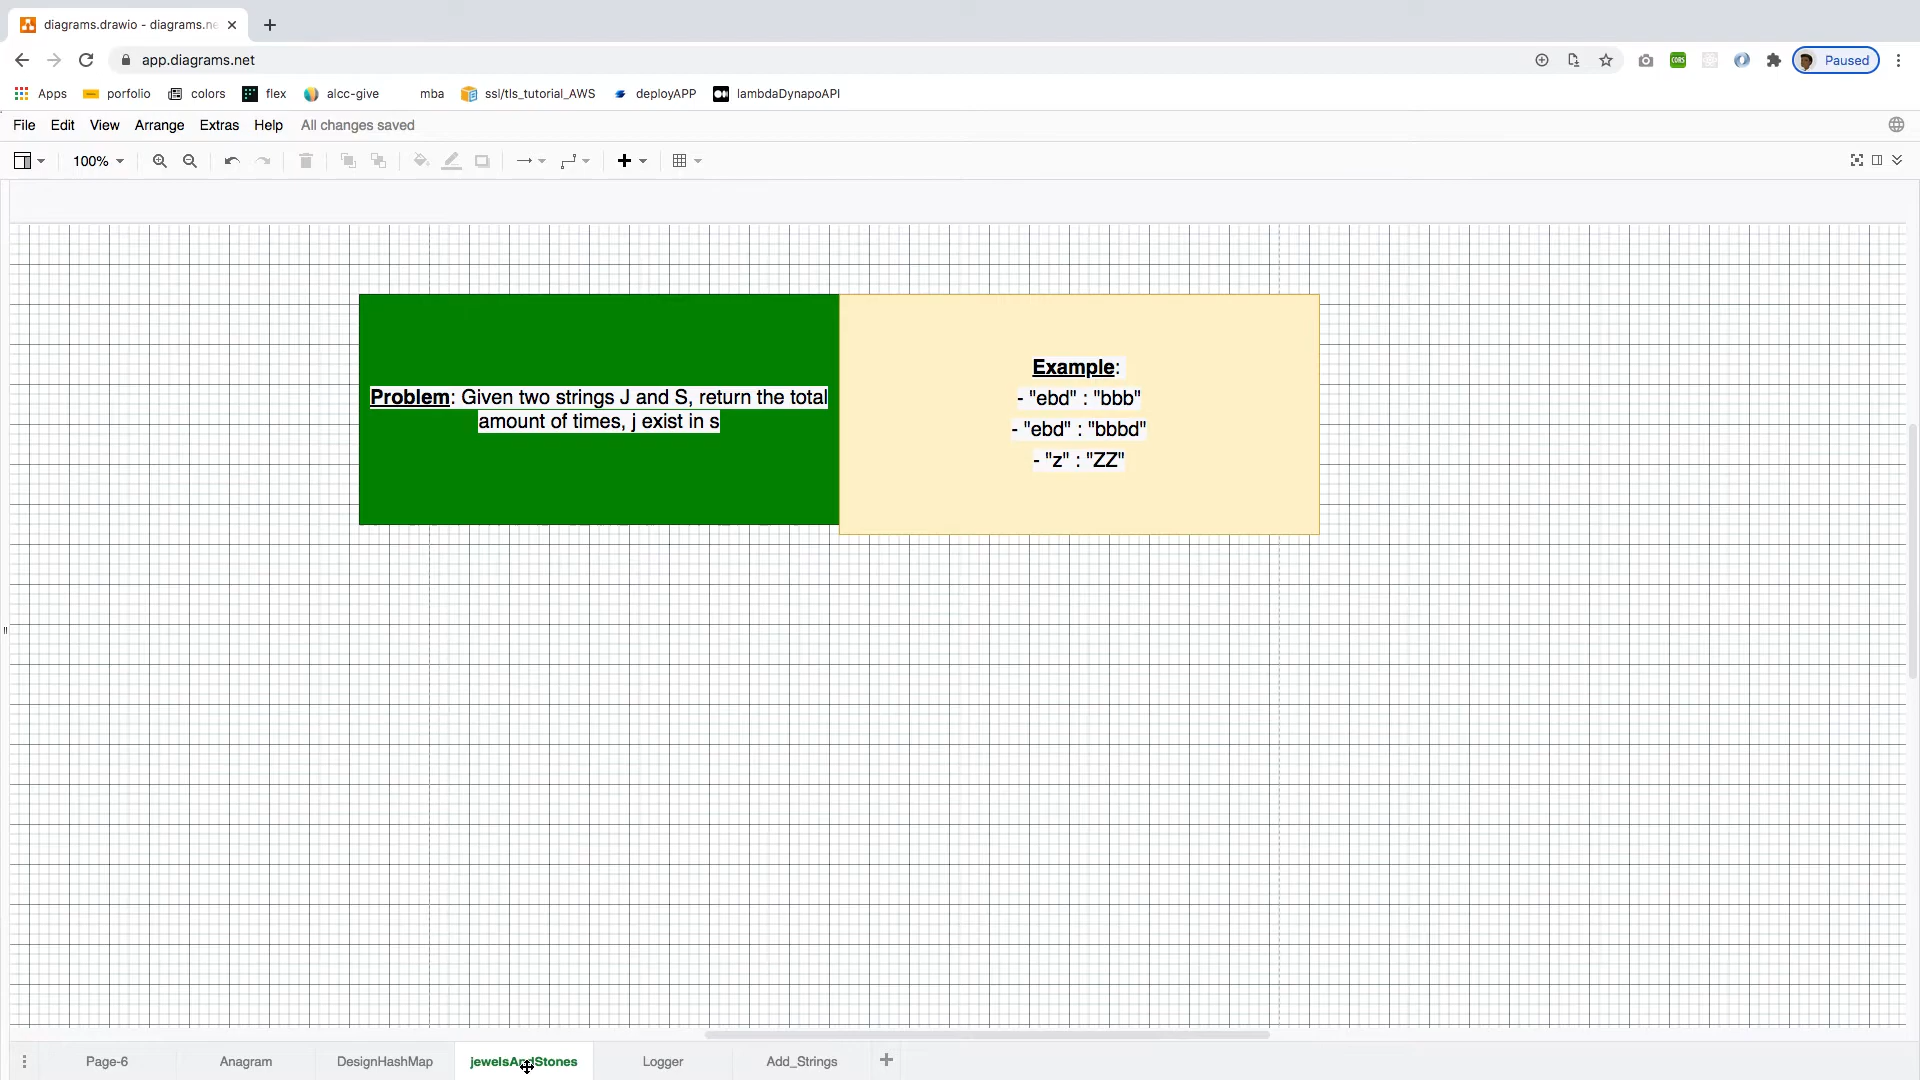 diagrams.drawio - diagrams.ne
app.diagrams.net
Paused
Apps porfolio colors flex alcc-give mba ssl/tls_tutorial_AWS deployAPP lambdaDynapoAPI
File Edit View Arrange Extras Help All changes saved
100%
Problem: Given two strings J and S, return the total
amount of times, j exist in s
Example:
- "ebd" : "bbb"
- "ebd" : "bbbd"
- "z" : "ZZ"
Page-6 Anagram DesignHashMap jewelsAndStones Logger Add_Strings